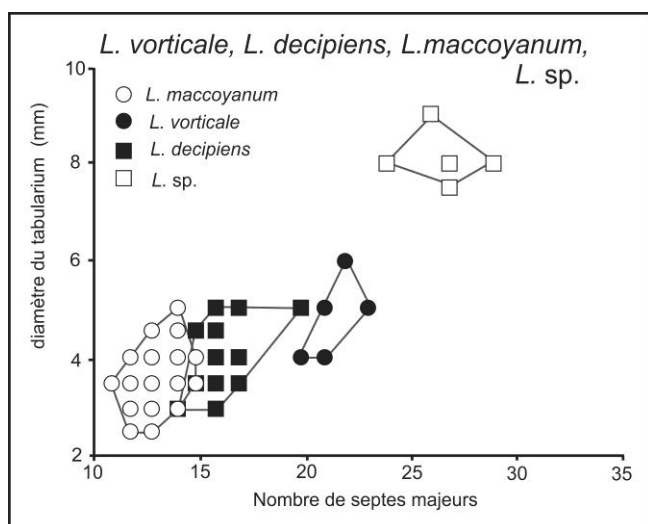 L. vorticale, L. decipiens, L.maccoyanum,
L. sp.
10
L. maccoyanum
L. vorticale
L. decipiens
L. sp.
8
6
4
2
diamètre du tabularium (mm)
10 15 20 25 30 35
Nombre de septes majeurs